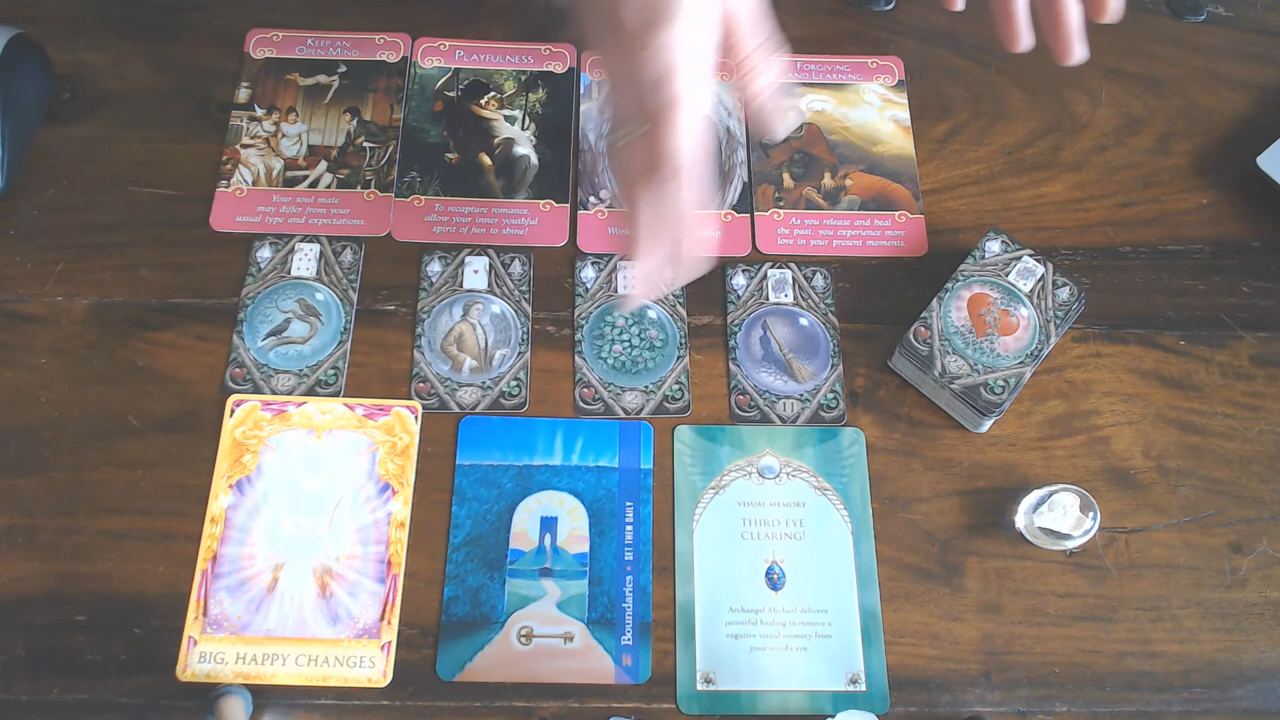 KEEP AN
OPEN MIND
Your soul mate
may differ from your
usual type and expectations.
PLAYFULNESS
To recapture romance,
allow your inner youthful
spirit of fun to shine!
FORGIVING
AND LEARNING
As you release and heal
the past, you experience more
love in your present moments.
12
28
2
11
BIG, HAPPY CHANGES
Boundaries • SET THEM DAILY
VISUAL MEMORY
THIRD EYE
CLEARING!
Archangel Michael delivers
powerful healing to remove a
negative visual memory from
your mind's eye.